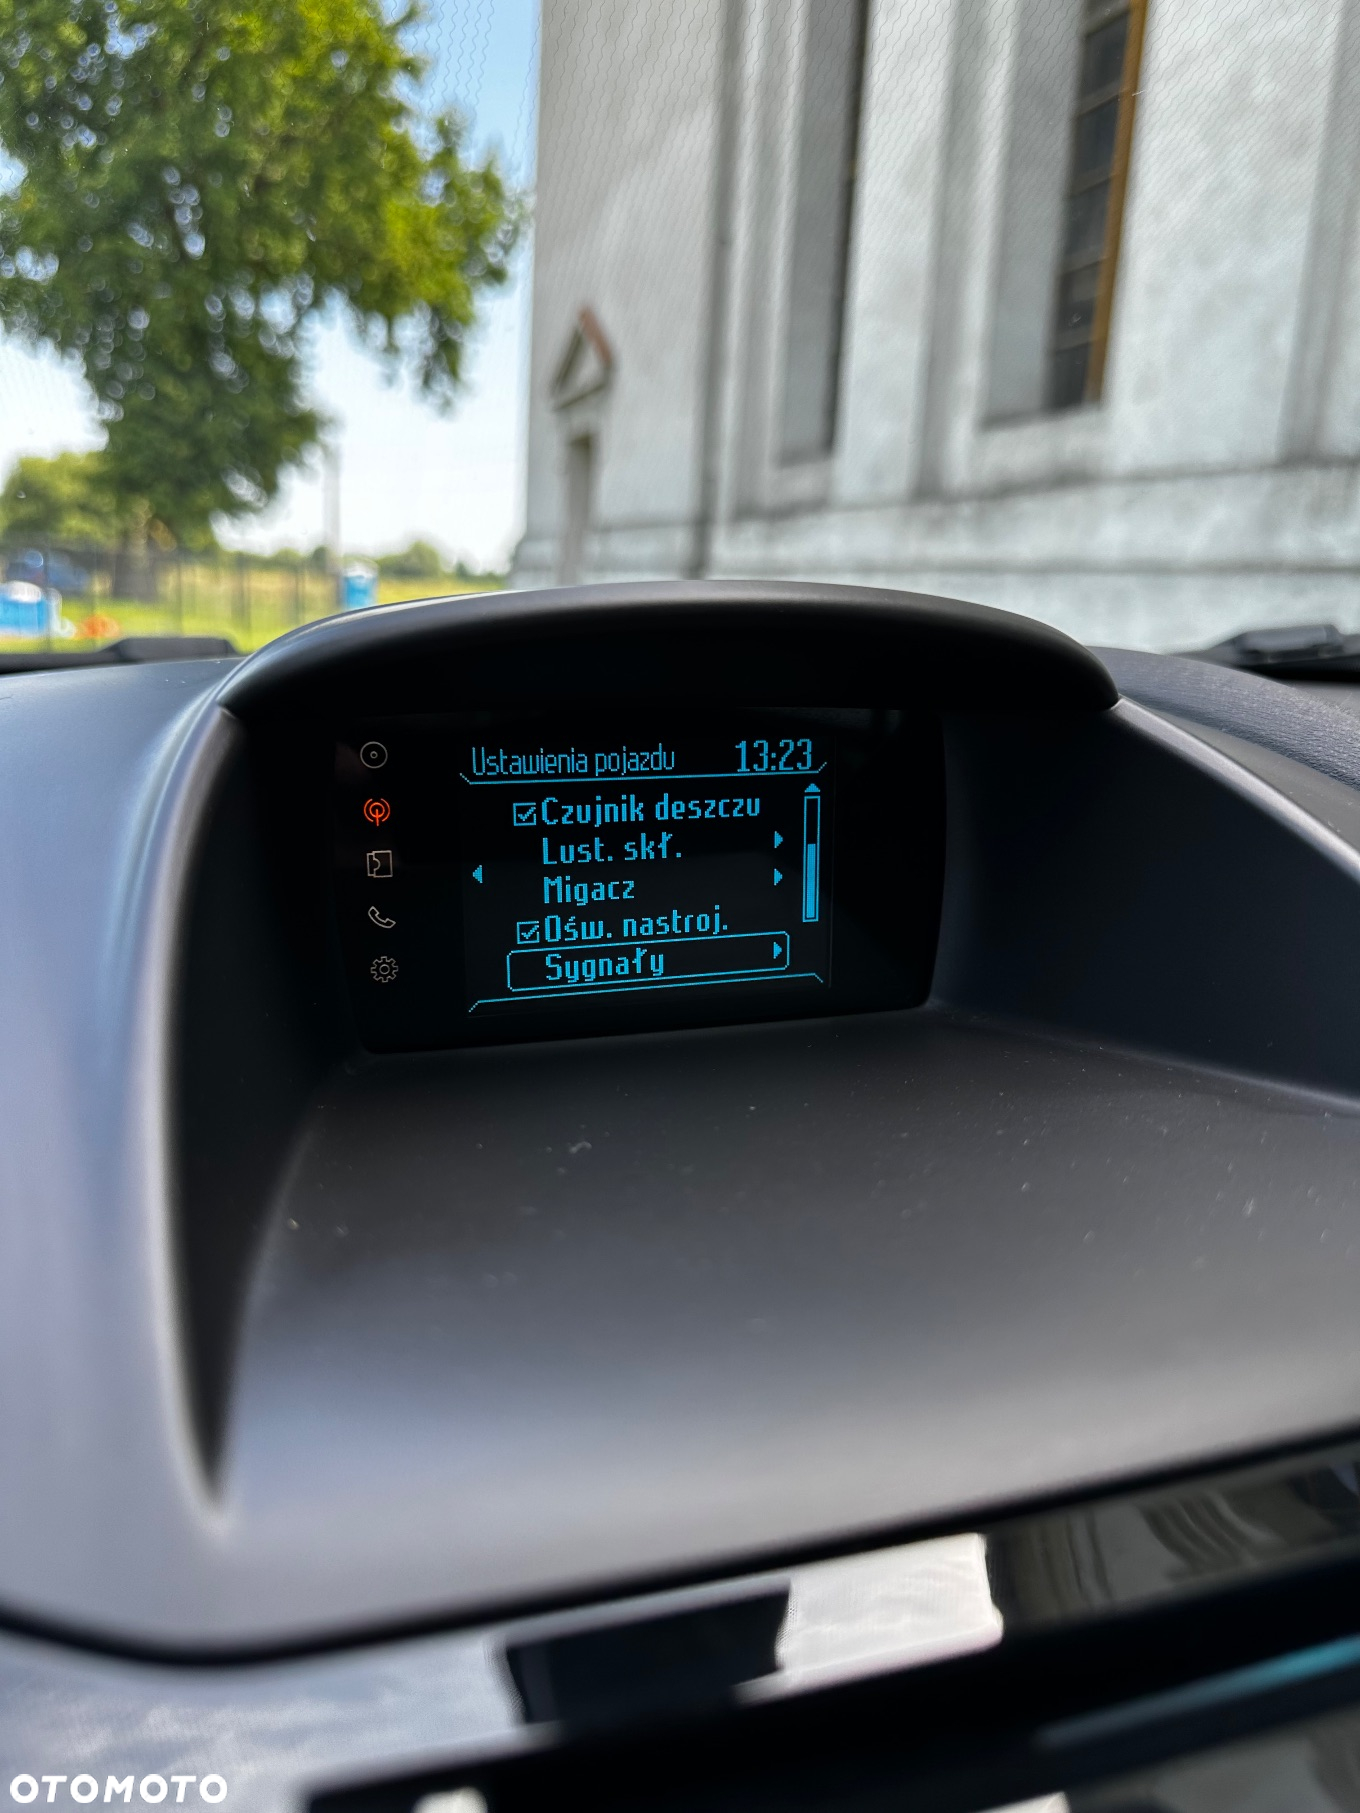 Ustawienia pojazdu 13:23
Czujnik deszczu
Lust. skł.
Migacz
Ośw. nastroj.
Sygnały
OTOMOTO